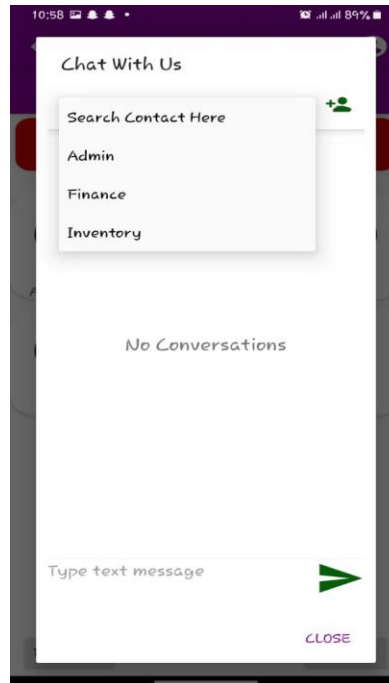 10:58
89%
Chat With Us
Search Contact Here
Admin
Finance
Inventory
No Conversations
Type text message
CLOSE